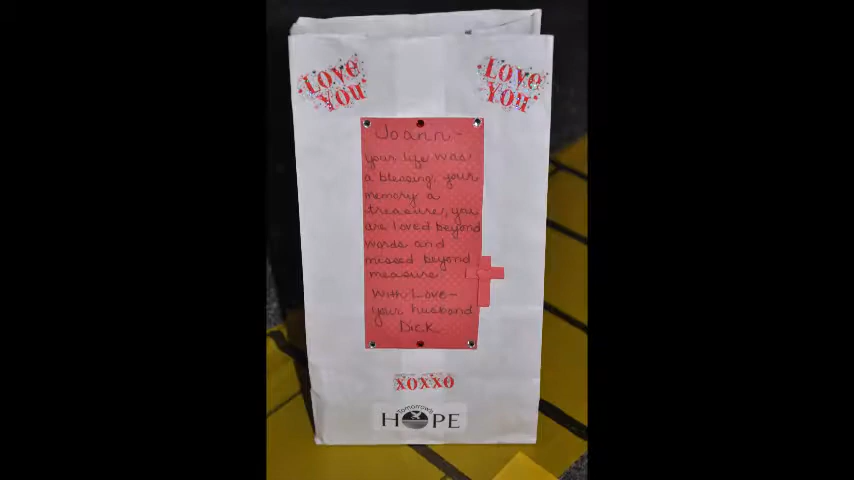 LOVE YOU
LOVE YOU
Joann-
your life was
a blessing, your
memory a
treasure, you
are loved beyond
words and
missed beyond
measure
With Love-
your husband
Dick
XOXXO
Tomorrow's
HOPE